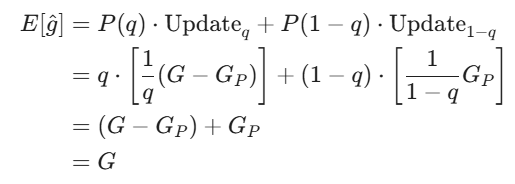 E[ĝ] = P(q) · Update_q + P(1 − q) · Update_{1−q}
= q · [1/q (G − G_P)] + (1 − q) · [1/(1 − q) G_P]
= (G − G_P) + G_P
= G